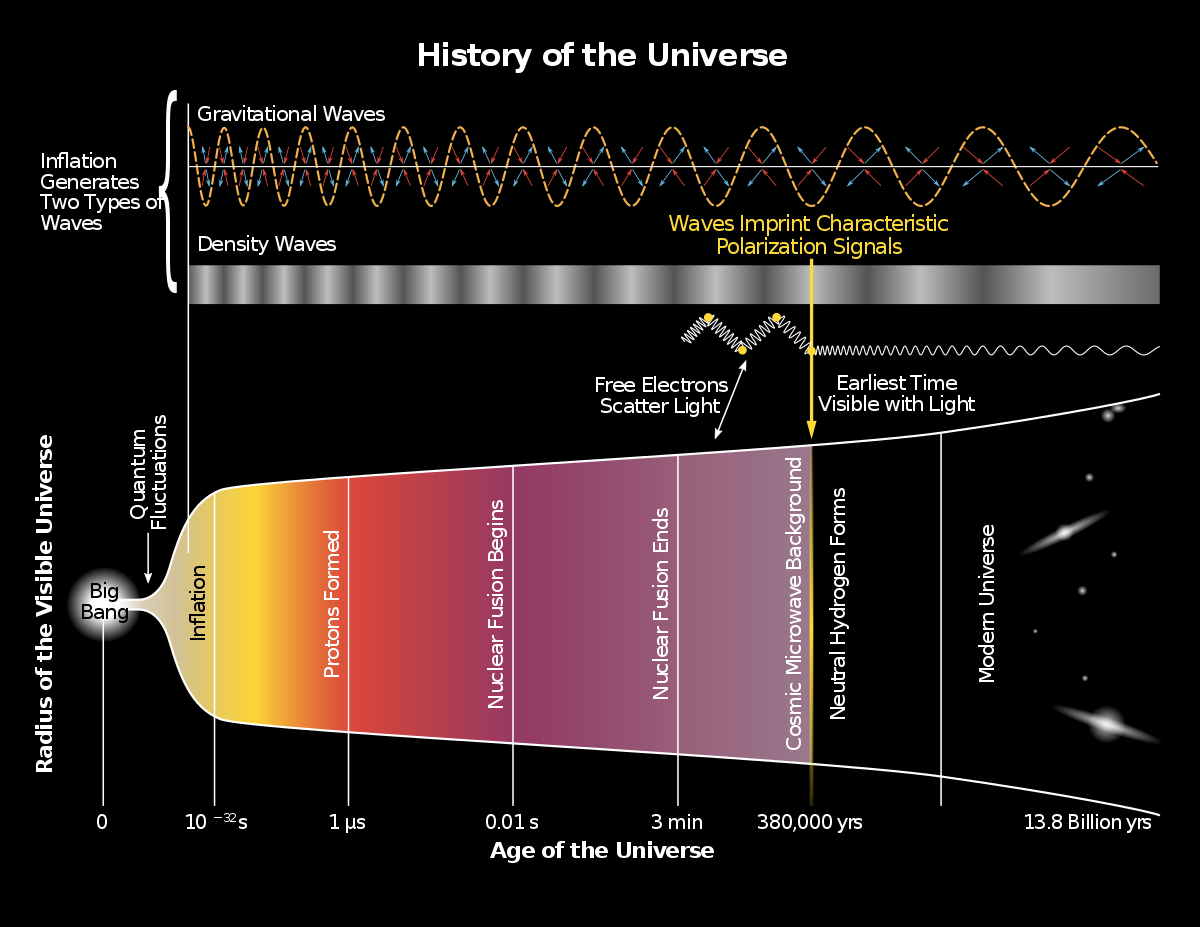 History of the Universe
Gravitational Waves
Inflation
Generates
Two Types of
Waves
Waves Imprint Characteristic
Polarization Signals
Density Waves
Free Electrons
Scatter Light
Earliest Time
Visible with Light
Radius of the Visible Universe
Quantum
Fluctuations
Big
Bang
Inflation
Protons Formed
Nuclear Fusion Begins
Nuclear Fusion Ends
Cosmic Microwave Background
Neutral Hydrogen Forms
Modern Universe
0
10⁻³²s
1 µs
0.01 s
3 min
380,000 yrs
13.8 Billion yrs
Age of the Universe